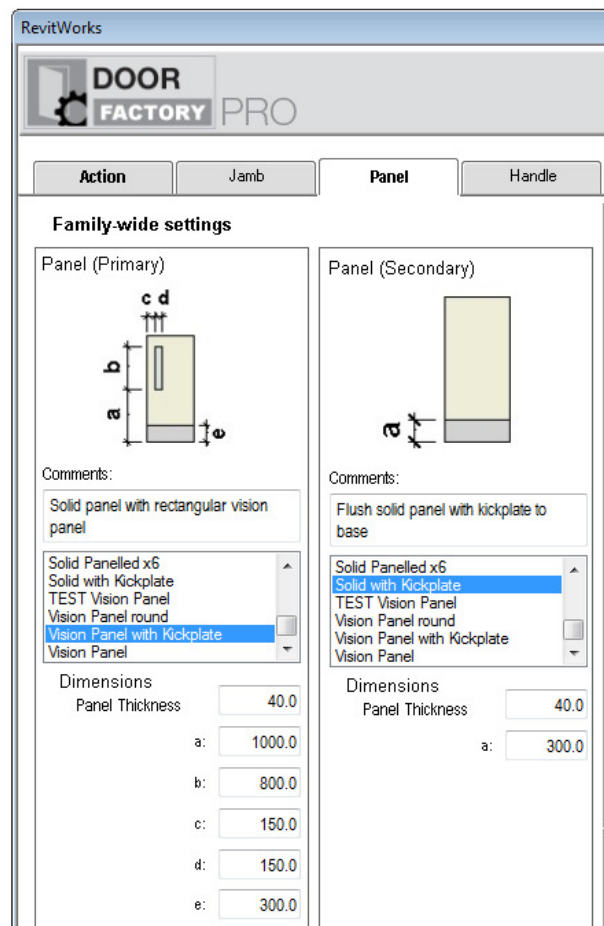 RevitWorks
DOOR
FACTORY PRO
Action Jamb Panel Handle
Family-wide settings
Panel (Primary)
c d
b
a
e
Comments:
Solid panel with rectangular vision
panel
Solid Panelled x6
Solid with Kickplate
TEST Vision Panel
Vision Panel round
Vision Panel with Kickplate
Vision Panel
Dimensions
Panel Thickness 40.0
a: 1000.0
b: 800.0
c: 150.0
d: 150.0
e: 300.0
Panel (Secondary)
a
Comments:
Flush solid panel with kickplate to
base
Solid Panelled x6
Solid with Kickplate
TEST Vision Panel
Vision Panel round
Vision Panel with Kickplate
Vision Panel
Dimensions
Panel Thickness 40.0
a: 300.0